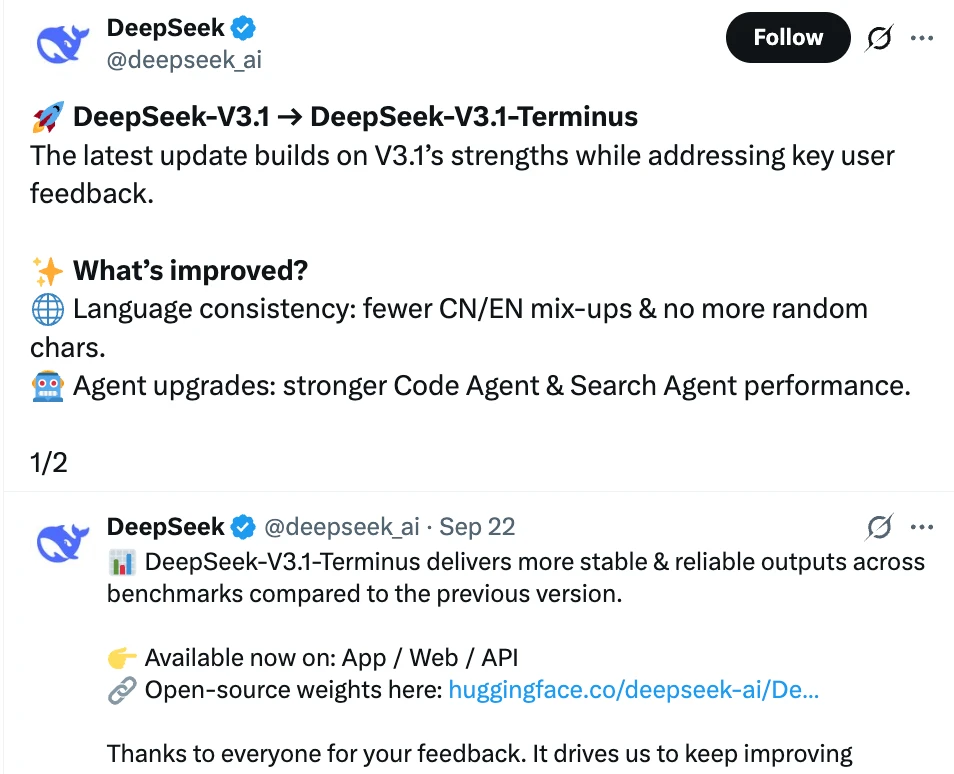 DeepSeek
@deepseek_ai
Follow
🚀 DeepSeek-V3.1 → DeepSeek-V3.1-Terminus
The latest update builds on V3.1’s strengths while addressing key user
feedback.
✨ What’s improved?
🌐 Language consistency: fewer CN/EN mix-ups & no more random
chars.
🤖 Agent upgrades: stronger Code Agent & Search Agent performance.
1/2
DeepSeek @deepseek_ai · Sep 22
📊 DeepSeek-V3.1-Terminus delivers more stable & reliable outputs across
benchmarks compared to the previous version.
👉 Available now on: App / Web / API
🔗 Open-source weights here: huggingface.co/deepseek-ai/De...
Thanks to everyone for your feedback. It drives us to keep improving